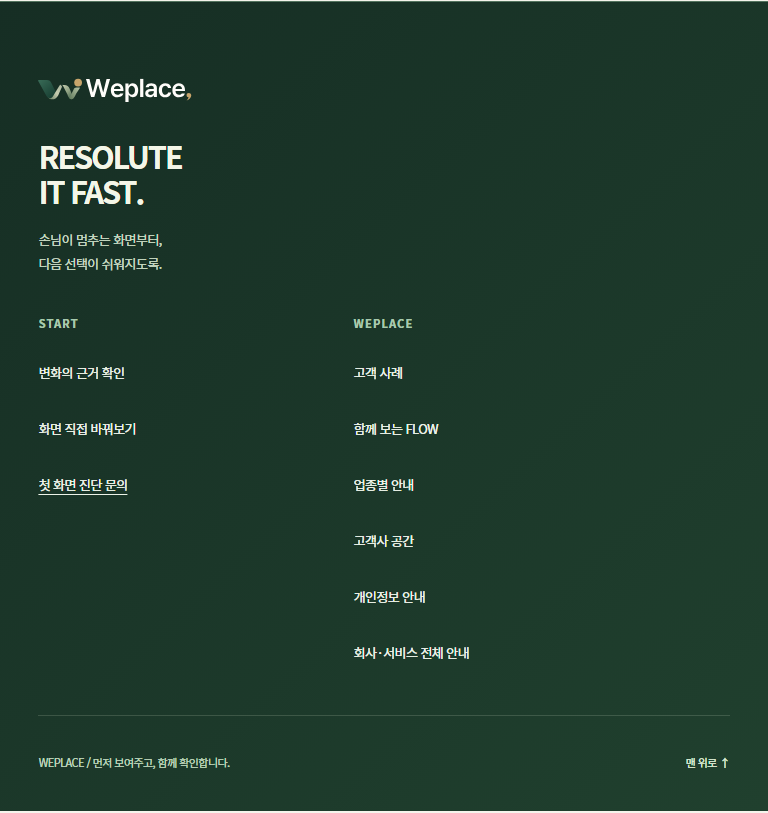 Weplace,
RESOLUTE
IT FAST.
손님이 멈추는 화면부터,
다음 선택이 쉬워지도록.
START
변화의 근거 확인
화면 직접 바꿔보기
첫 화면 진단 문의
WEPLACE
고객 사례
함께 보는 FLOW
업종별 안내
고객사 공간
개인정보 안내
회사·서비스 전체 안내
WEPLACE / 먼저 보여주고, 함께 확인합니다.
맨 위로 ↑